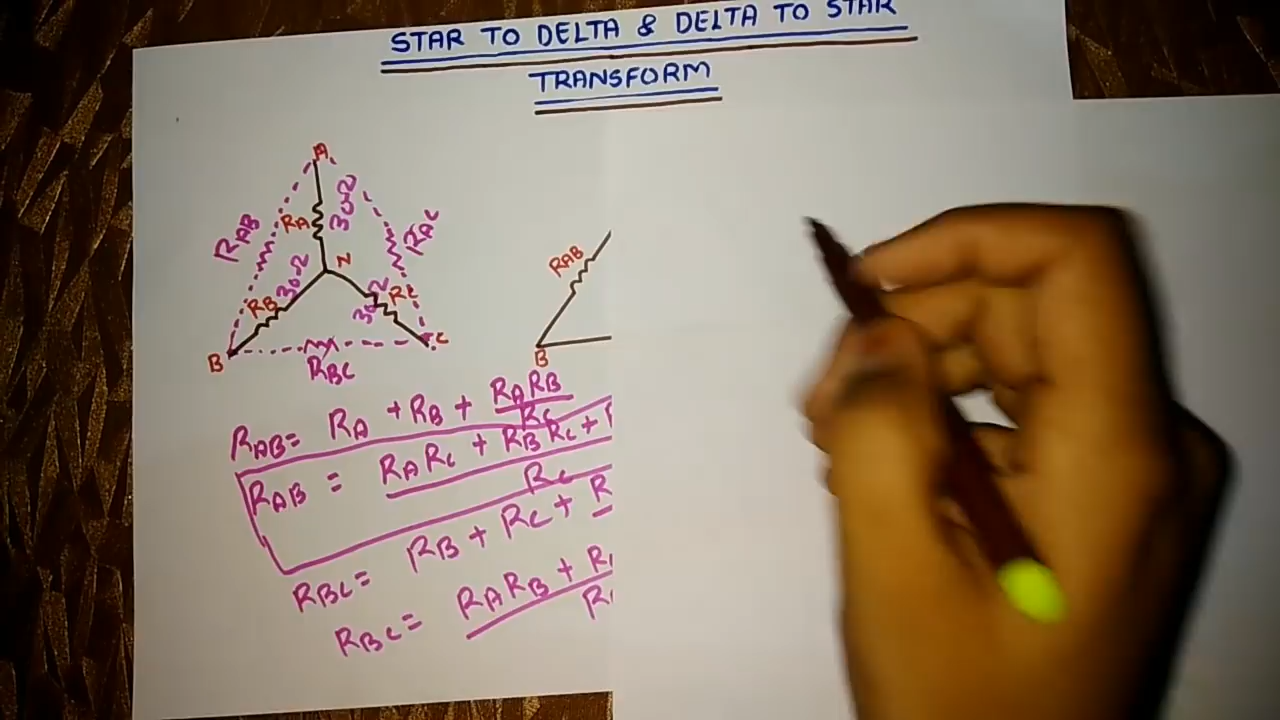 STAR TO DELTA & DELTA TO STAR
TRANSFORM
A
RAB
RA
30Ω
RAC
N
30Ω
RB
30Ω
RC
B
C
RBC
RAB
B
RAB = RA + RB + RARB
RC
RAB = RARC + RBRC +
RC
RBC = RB + RC + R
RBC = RARB + R
R